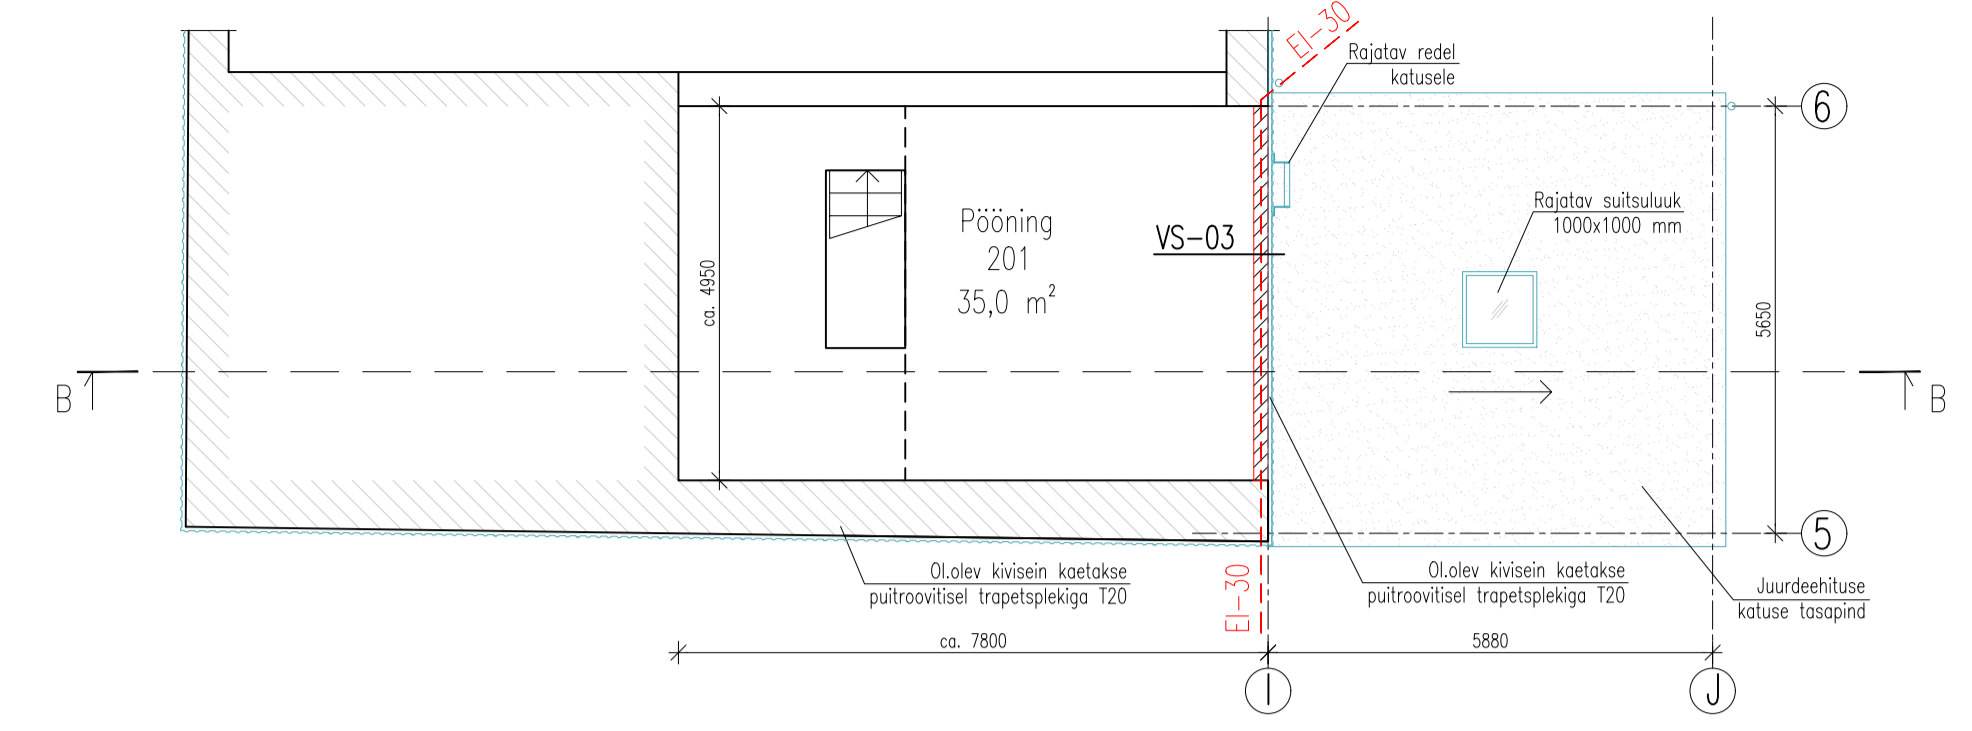 EI-30
Rajatav redel
katusele
6
Rajatav suitsuluuk
1000x1000 mm
Pööning
201
35,0 m²
VS-03
ca. 4950
5650
B
B
5
Ol.olev kivisein kaetakse
puitroovitisel trapetsplekiga T20
EI-30
Ol.olev kivisein kaetakse
puitroovitisel trapetsplekiga T20
Juurdeehituse
katuse tasapind
ca. 7800
5880
I
J